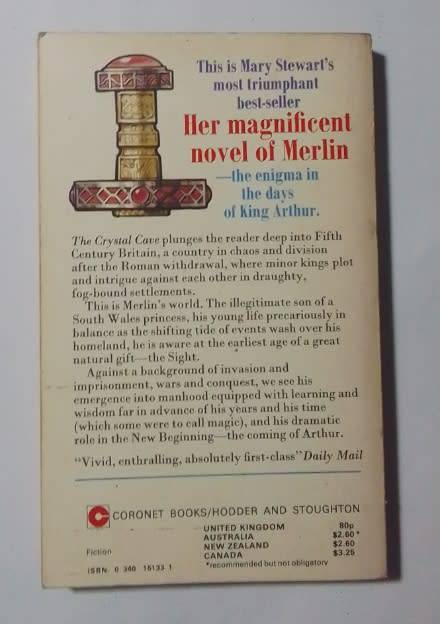 This is Mary Stewart's
most triumphant
best-seller
Her magnificent
novel of Merlin
—the enigma in
the days
of King Arthur.
The Crystal Cave plunges the reader deep into Fifth
Century Britain, a country in chaos and division
after the Roman withdrawal, where minor kings plot
and intrigue against each other in draughty,
fog-bound settlements.
This is Merlin's world. The illegitimate son of a
South Wales princess, his young life precariously in
balance as the shifting tide of events wash over his
homeland, he is aware at the earliest age of a great
natural gift—the Sight.
Against a background of invasion and
imprisonment, wars and conquest, we see his
emergence into manhood equipped with learning and
wisdom far in advance of his years and his time
(which some were to call magic), and his dramatic
role in the New Beginning—the coming of Arthur.
"Vivid, enthralling, absolutely first-class" Daily Mail
CORONET BOOKS/HODDER AND STOUGHTON
UNITED KINGDOM 80p
AUSTRALIA $2.60*
NEW ZEALAND $2.60
CANADA $3.25
*recommended but not obligatory
Fiction
ISBN 0 340 15133 1